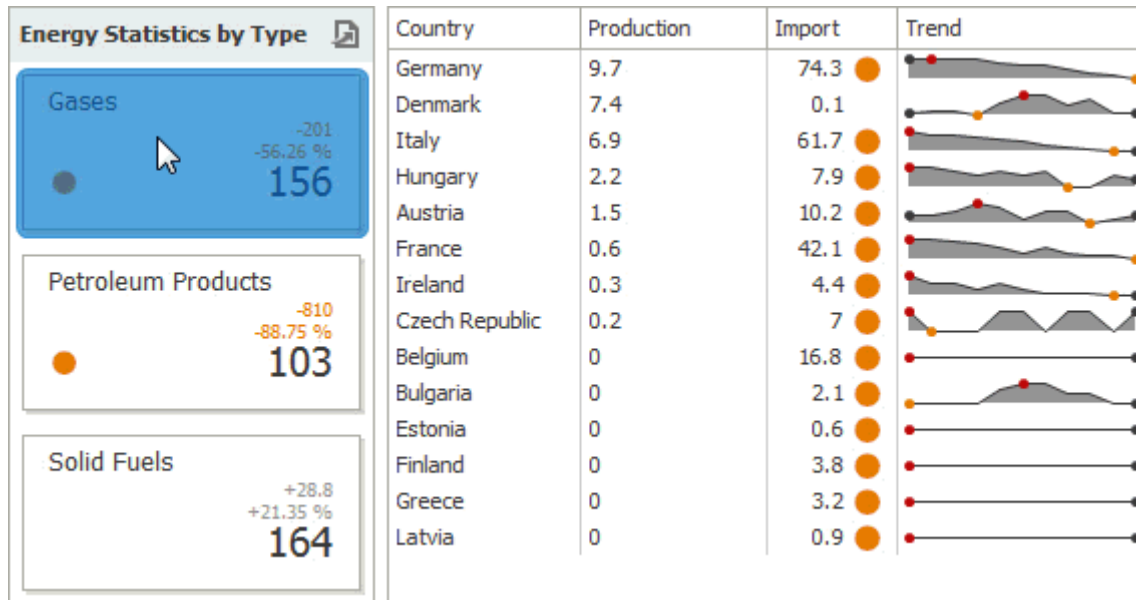 Energy Statistics by Type
Gases
-201
-56.26 %
156
Petroleum Products
-810
-88.75 %
103
Solid Fuels
+28.8
+21.35 %
164
Country Production Import Trend
Germany 9.7 74.3
Denmark 7.4 0.1
Italy 6.9 61.7
Hungary 2.2 7.9
Austria 1.5 10.2
France 0.6 42.1
Ireland 0.3 4.4
Czech Republic 0.2 7
Belgium 0 16.8
Bulgaria 0 2.1
Estonia 0 0.6
Finland 0 3.8
Greece 0 3.2
Latvia 0 0.9